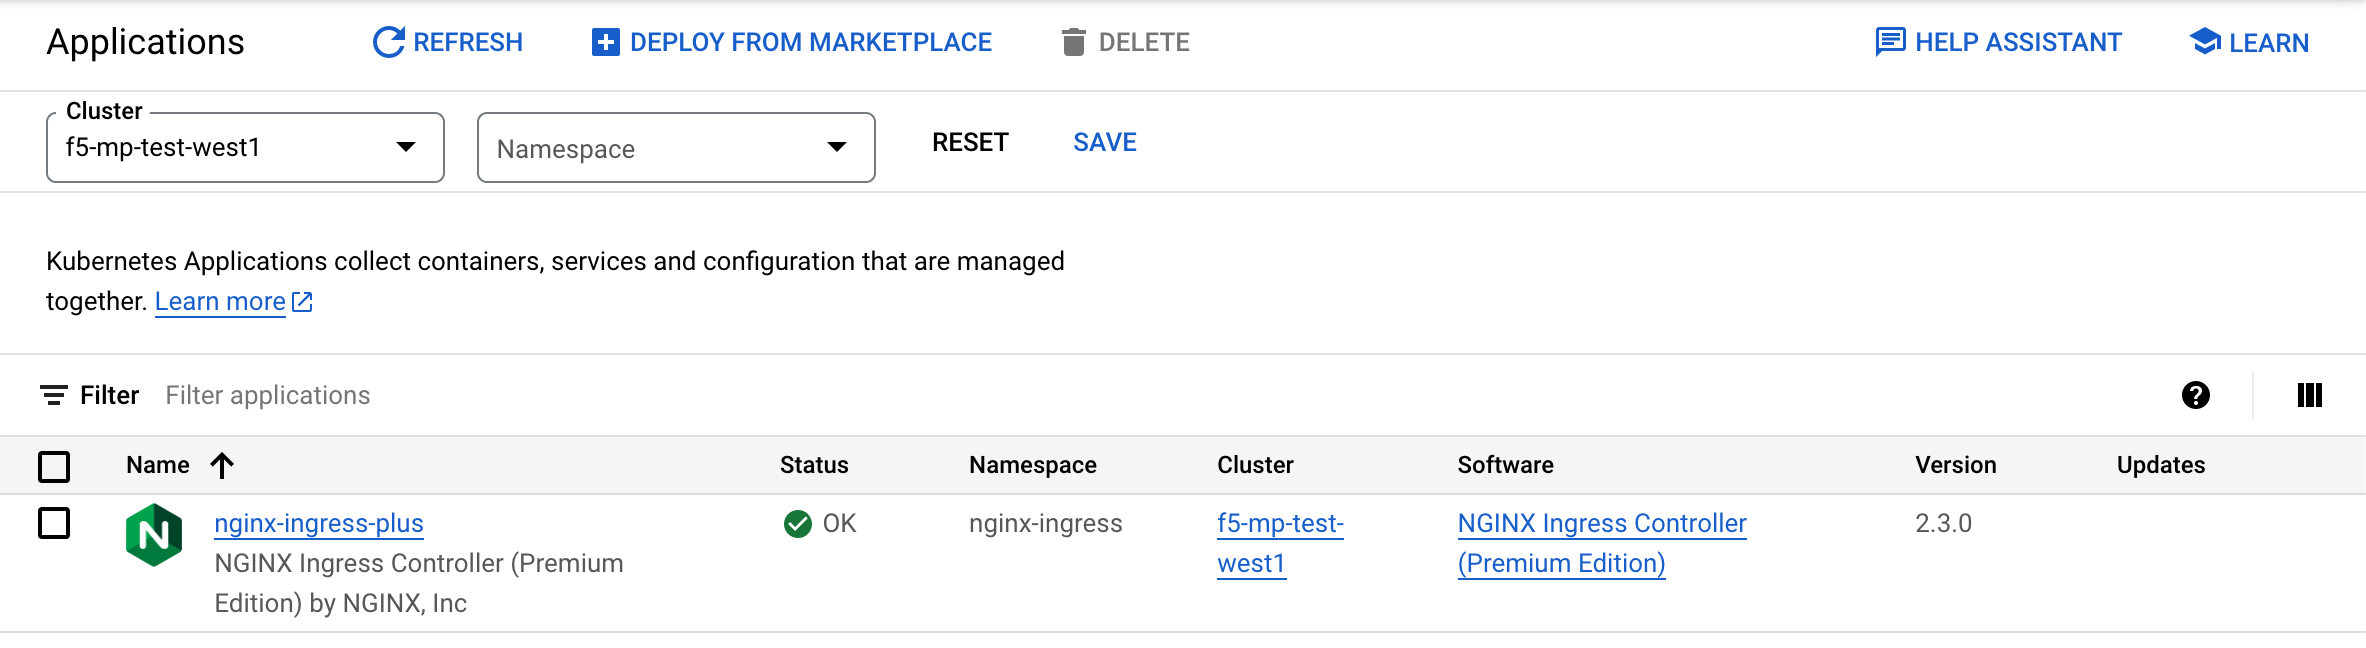 Applications REFRESH DEPLOY FROM MARKETPLACE DELETE HELP ASSISTANT LEARN
Cluster
f5-mp-test-west1 Namespace RESET SAVE
Kubernetes Applications collect containers, services and configuration that are managed
together. Learn more
Filter Filter applications
Name Status Namespace Cluster Software Version Updates
N nginx-ingress-plus OK nginx-ingress f5-mp-test- NGINX Ingress Controller 2.3.0
NGINX Ingress Controller (Premium west1 (Premium Edition)
Edition) by NGINX, Inc